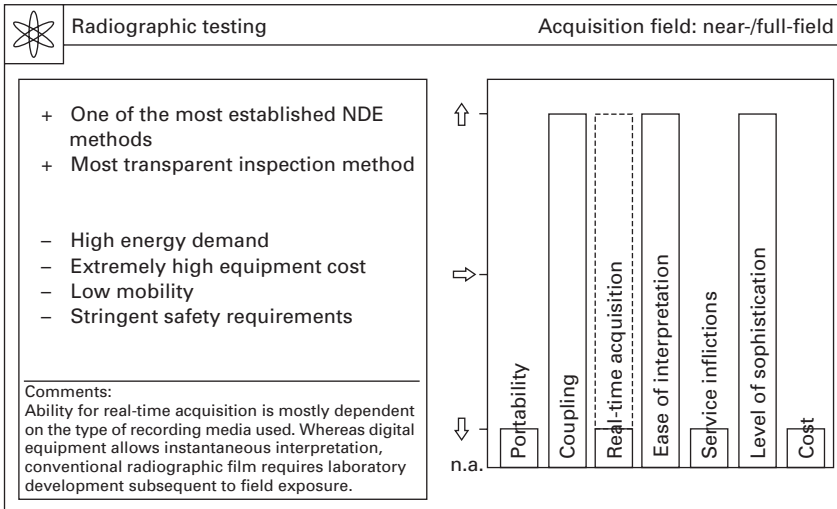 Radiographic testing
Acquisition field: near-/full-field
+ One of the most established NDE
methods
+ Most transparent inspection method
– High energy demand
– Extremely high equipment cost
– Low mobility
– Stringent safety requirements
Comments:
Ability for real-time acquisition is mostly dependent
on the type of recording media used. Whereas digital
equipment allows instantaneous interpretation,
conventional radiographic film requires laboratory
development subsequent to field exposure.
n.a.
Portability
Coupling
Real-time acquisition
Ease of interpretation
Service inflictions
Level of sophistication
Cost